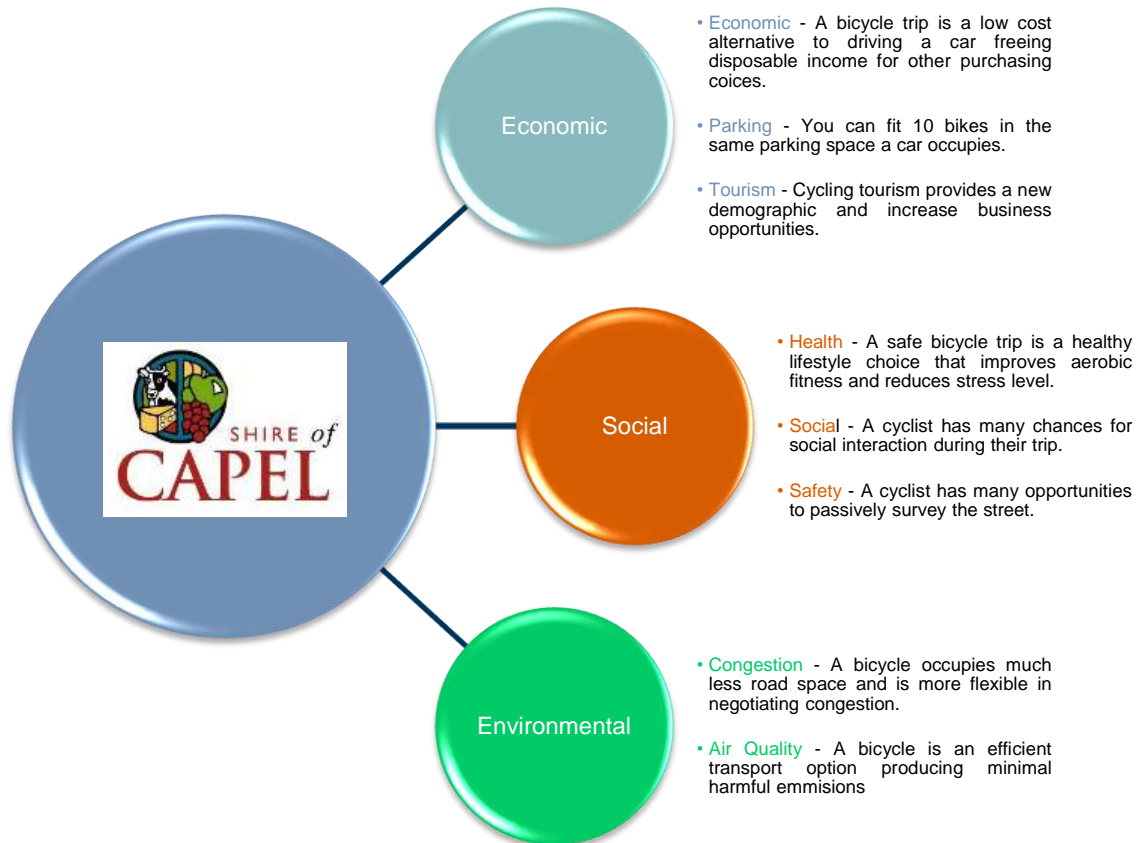 SHIRE of
CAPEL
Economic
• Economic - A bicycle trip is a low cost
alternative to driving a car freeing
disposable income for other purchasing
coices.
• Parking - You can fit 10 bikes in the
same parking space a car occupies.
• Tourism - Cycling tourism provides a new
demographic and increase business
opportunities.
Social
• Health - A safe bicycle trip is a healthy
lifestyle choice that improves aerobic
fitness and reduces stress level.
• Social - A cyclist has many chances for
social interaction during their trip.
• Safety - A cyclist has many opportunities
to passively survey the street.
Environmental
• Congestion - A bicycle occupies much
less road space and is more flexible in
negotiating congestion.
• Air Quality - A bicycle is an efficient
transport option producing minimal
harmful emmisions